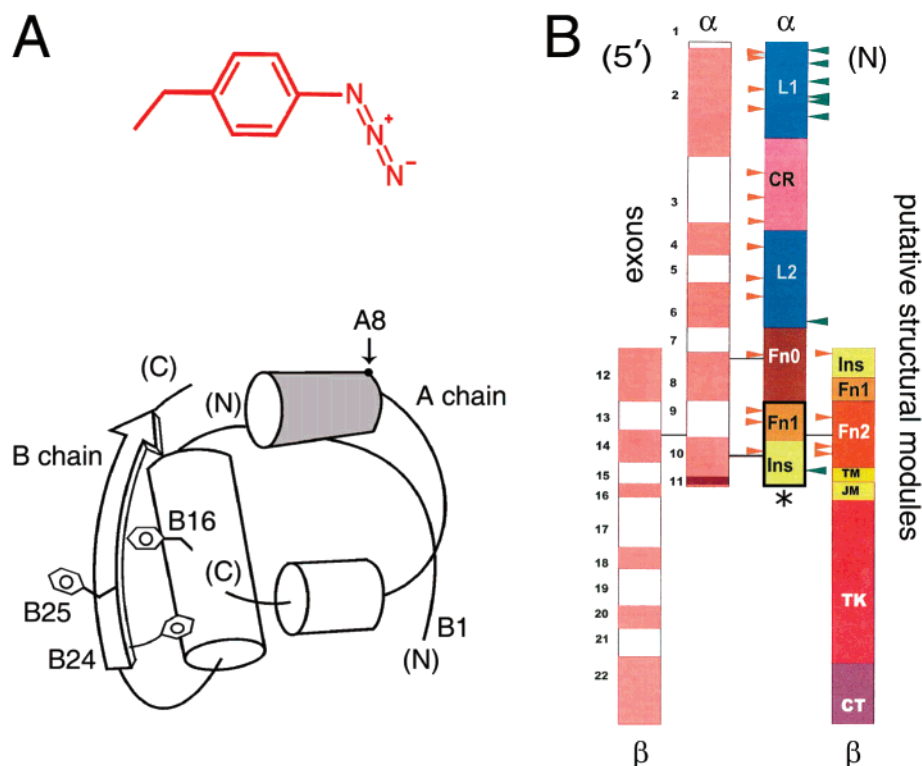 A
N
N
+
N
−
A8
(C)
(N)
A chain
B chain
B16
(C)
B25
B24
B1
(N)
B
(5′)
α
α
(N)
exons
putative structural modules
1
2
3
4
5
6
7
8
9
10
11
12
13
14
15
16
17
18
19
20
21
22
L1
CR
L2
Fn0
Fn1
Ins
*
Ins
Fn1
Fn2
TM
JM
TK
CT
β
β